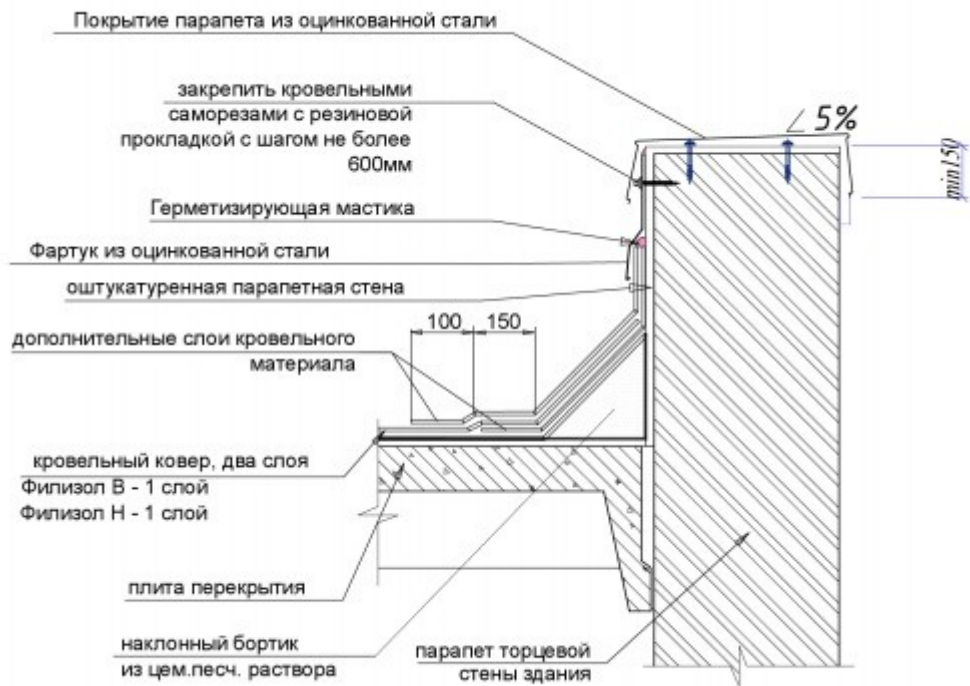 Покрытие парапета из оцинкованной стали
закрепить кровельными
саморезами с резиновой
прокладкой с шагом не более
600мм
5%
min150
Герметизирующая мастика
Фартук из оцинкованной стали
оштукатуренная парапетная стена
100
150
дополнительные слои кровельного
материала
кровельный ковер, два слоя
Филизол В - 1 слой
Филизол Н - 1 слой
плита перекрытия
наклонный бортик
из цем.песч. раствора
парапет торцевой
стены здания